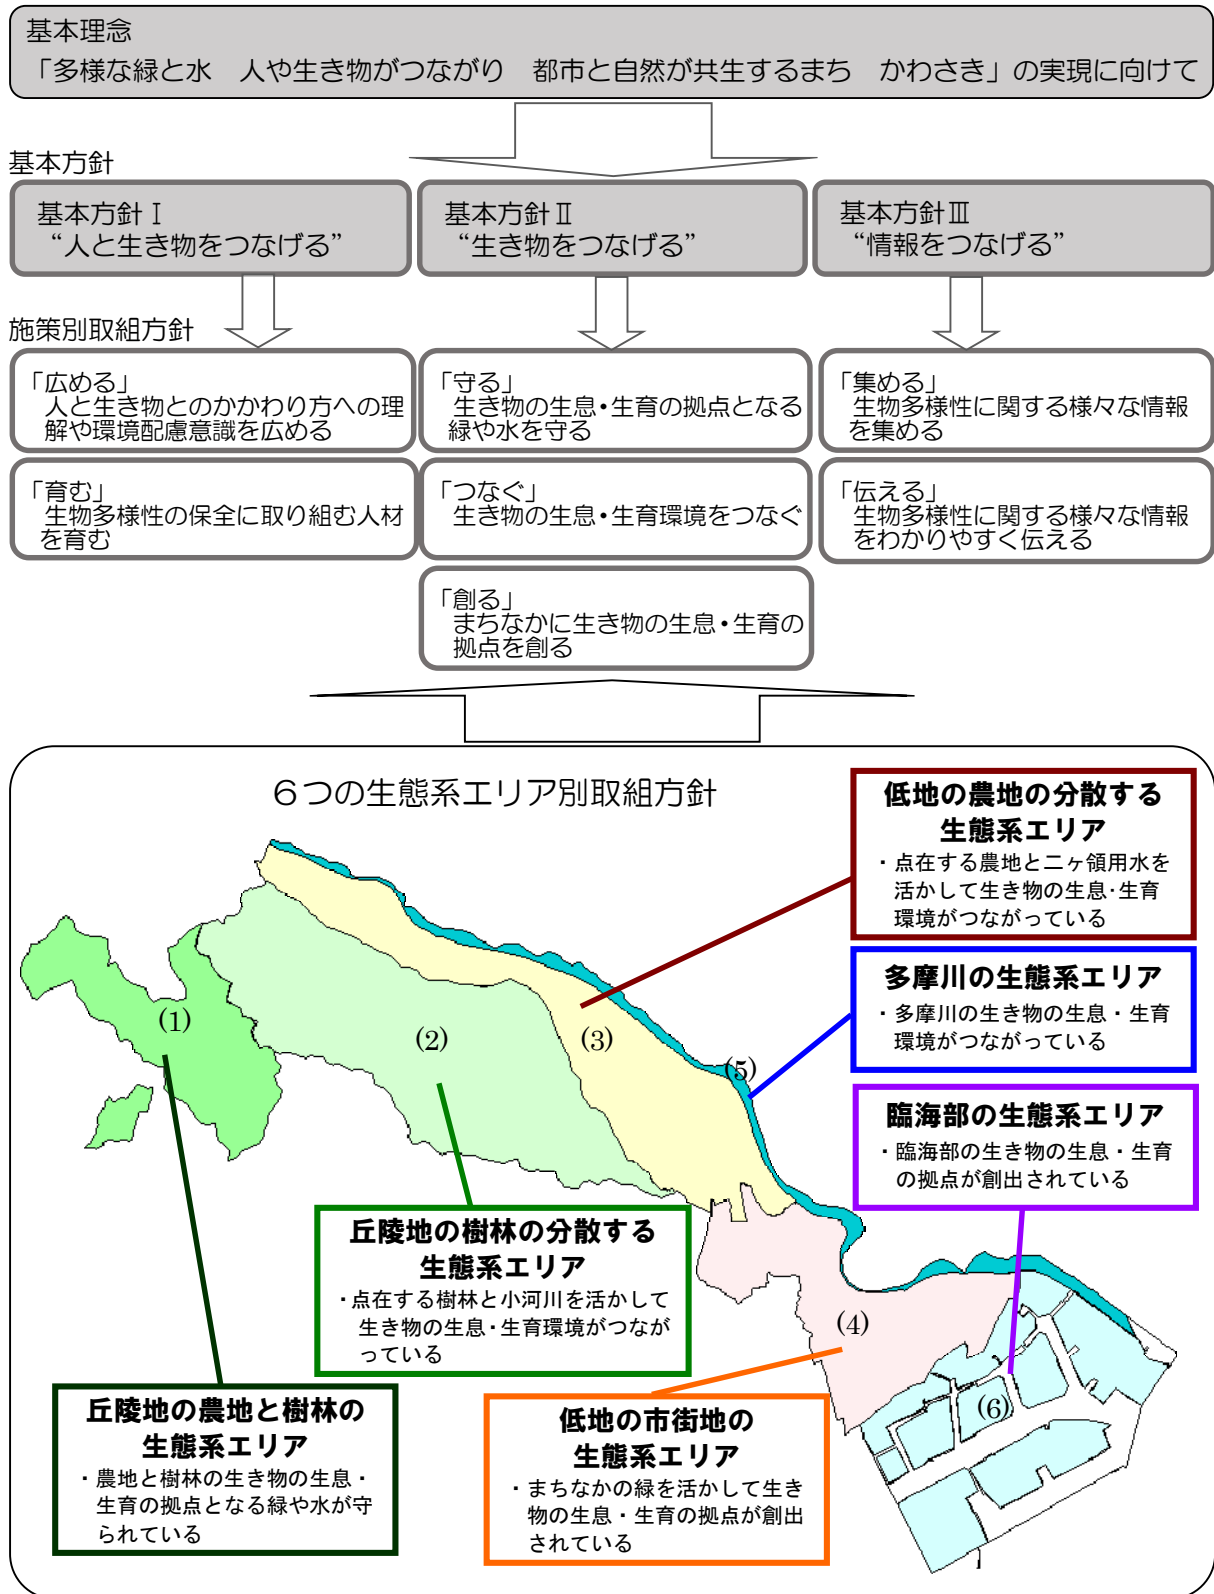 基本理念
「多様な緑と水　人や生き物がつながり　都市と自然が共生するまち　かわさき」の実現に向けて
基本方針
基本方針Ⅰ
“人と生き物をつなげる”
基本方針Ⅱ
“生き物をつなげる”
基本方針Ⅲ
“情報をつなげる”
施策別取組方針
「広める」
人と生き物とのかかわり方への理
解や環境配慮意識を広める
「育む」
生物多様性の保全に取り組む人材
を育む
「守る」
生き物の生息・生育の拠点となる
緑や水を守る
「つなぐ」
生き物の生息・生育環境をつなぐ
「創る」
まちなかに生き物の生息・生育の
拠点を創る
「集める」
生物多様性に関する様々な情報
を集める
「伝える」
生物多様性に関する様々な情報
をわかりやすく伝える
６つの生態系エリア別取組方針
低地の農地の分散する
生態系エリア
・点在する農地と二ヶ領用水を
活かして生き物の生息・生育
環境がつながっている
多摩川の生態系エリア
・多摩川の生き物の生息・生育
環境がつながっている
臨海部の生態系エリア
・臨海部の生き物の生息・生育
の拠点が創出されている
(1)
(2)
(3)
(5)
(4)
(6)
丘陵地の樹林の分散する
生態系エリア
・点在する樹林と小河川を活かして
生き物の生息・生育環境がつなが
っている
丘陵地の農地と樹林の
生態系エリア
・農地と樹林の生き物の生息・
生育の拠点となる緑や水が守
られている
低地の市街地の
生態系エリア
・まちなかの緑を活かして生き
物の生息・生育の拠点が創出
されている